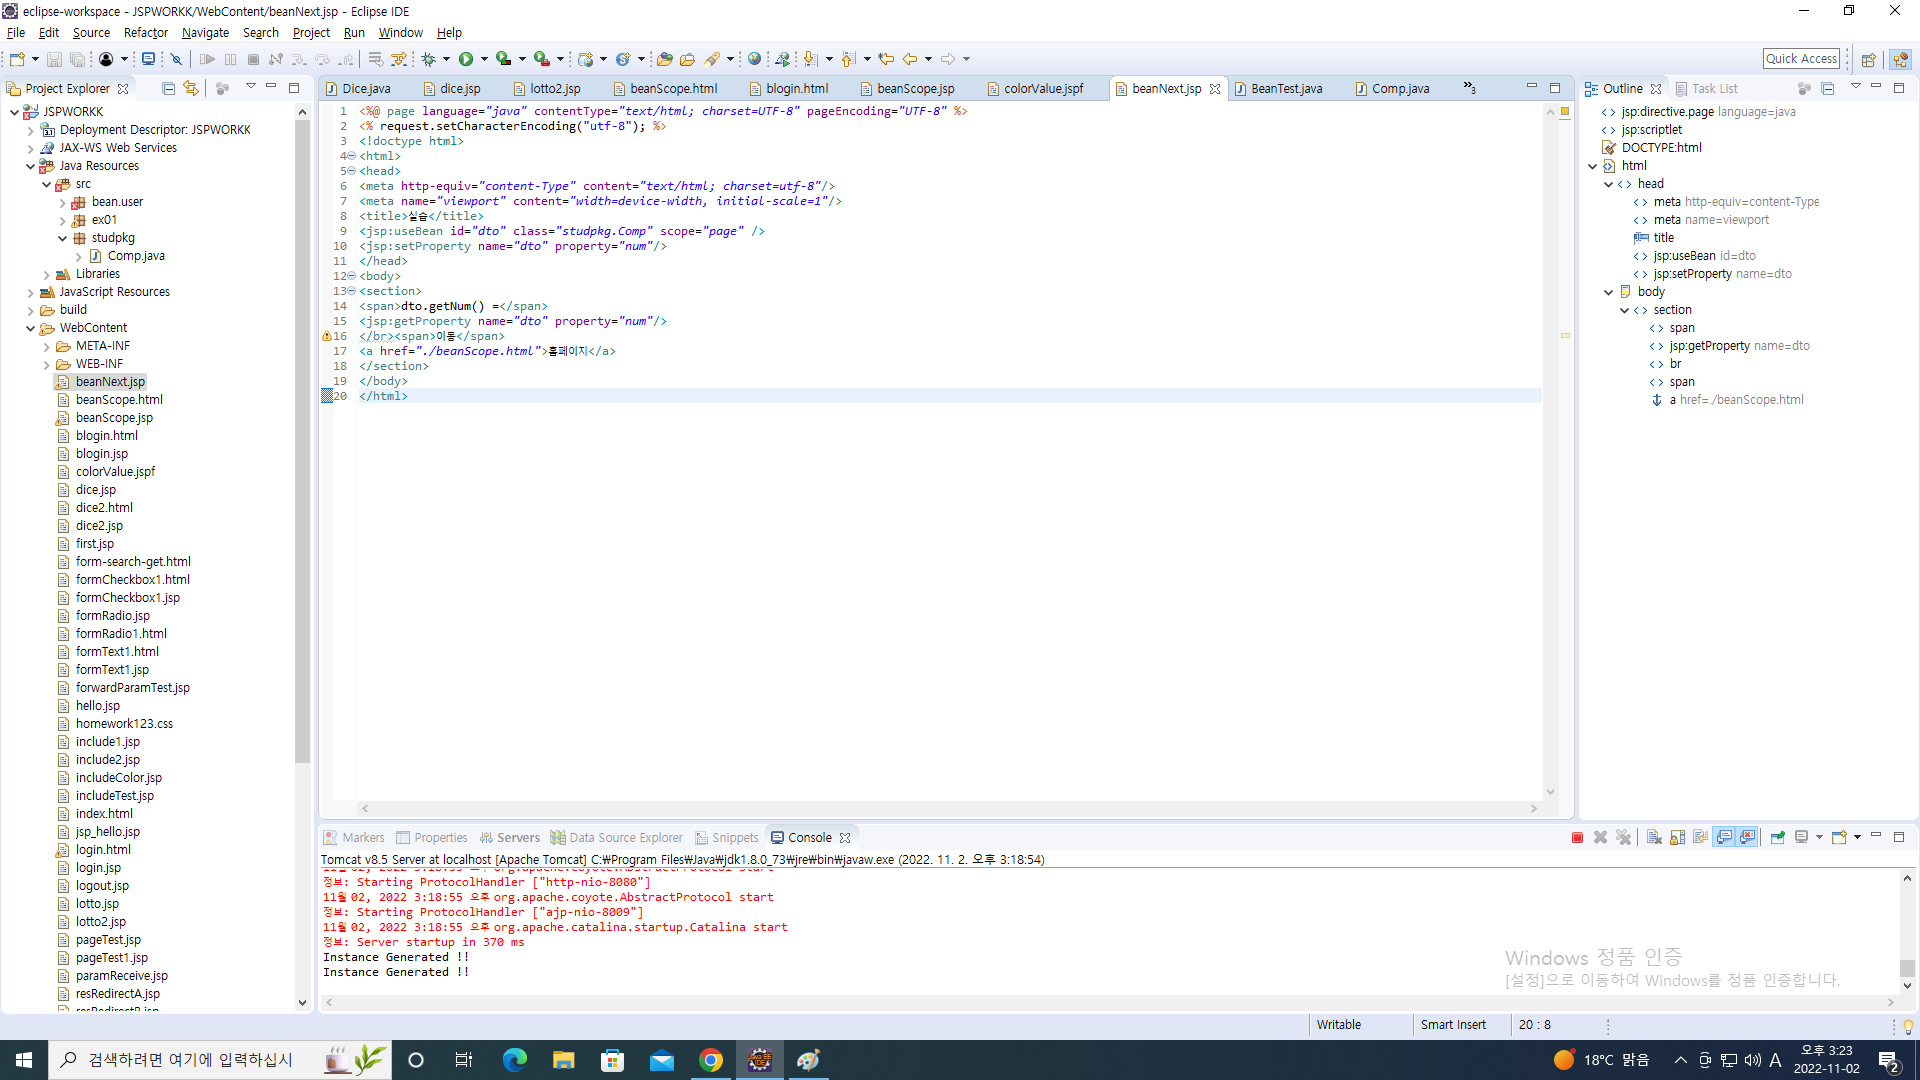 eclipse-workspace - JSPWORKK/WebContent/beanNext.jsp - Eclipse IDE
File Edit Source Refactor Navigate Search Project Run Window Help
Quick Access
Project Explorer
JSPWORKK
Deployment Descriptor: JSPWORKK
JAX-WS Web Services
Java Resources
src
bean.user
ex01
studpkg
Comp.java
Libraries
JavaScript Resources
build
WebContent
META-INF
WEB-INF
beanNext.jsp
beanScope.html
beanScope.jsp
blogin.html
blogin.jsp
colorValue.jspf
dice.jsp
dice2.html
dice2.jsp
first.jsp
form-search-get.html
formCheckbox1.html
formCheckbox1.jsp
formRadio.jsp
formRadio1.html
formText1.html
formText1.jsp
forwardParamTest.jsp
hello.jsp
homework123.css
include1.jsp
include2.jsp
includeColor.jsp
includeTest.jsp
index.html
jsp_hello.jsp
login.html
login.jsp
logout.jsp
lotto.jsp
lotto2.jsp
pageTest.jsp
pageTest1.jsp
paramReceive.jsp
resRedirectA.jsp
resRedirectB.jsp
Dice.java dice.jsp lotto2.jsp beanScope.html blogin.html beanScope.jsp colorValue.jspf beanNext.jsp BeanTest.java Comp.java »3
1 <%@ page language="java" contentType="text/html; charset=UTF-8" pageEncoding="UTF-8" %>
2 <% request.setCharacterEncoding("utf-8"); %>
3 <!doctype html>
4 <html>
5 <head>
6 <meta http-equiv="content-Type" content="text/html; charset=utf-8"/>
7 <meta name="viewport" content="width=device-width, initial-scale=1"/>
8 <title>실습</title>
9 <jsp:useBean id="dto" class="studpkg.Comp" scope="page" />
10 <jsp:setProperty name="dto" property="num"/>
11 </head>
12 <body>
13 <section>
14 <span>dto.getNum() =</span>
15 <jsp:getProperty name="dto" property="num"/>
16 </br><span>이동</span>
17 <a href="./beanScope.html">홈페이지</a>
18 </section>
19 </body>
20 </html>
Outline Task List
jsp:directive.page language=java
jsp:scriptlet
DOCTYPE:html
html
head
meta http-equiv=content-Type
meta name=viewport
title
jsp:useBean id=dto
jsp:setProperty name=dto
body
section
span
jsp:getProperty name=dto
br
span
a href=./beanScope.html
Markers Properties Servers Data Source Explorer Snippets Console
Tomcat v8.5 Server at localhost [Apache Tomcat] C:₩Program Files₩Java₩jdk1.8.0_73₩jre₩bin₩javaw.exe (2022. 11. 2. 오후 3:18:54)
11월 02, 2022 3:18:55 오후 org.apache.coyote.AbstractProtocol start
정보: Starting ProtocolHandler ["http-nio-8080"]
11월 02, 2022 3:18:55 오후 org.apache.coyote.AbstractProtocol start
정보: Starting ProtocolHandler ["ajp-nio-8009"]
11월 02, 2022 3:18:55 오후 org.apache.catalina.startup.Catalina start
정보: Server startup in 370 ms
Instance Generated !!
Instance Generated !!
Windows 정품 인증
[설정]으로 이동하여 Windows를 정품 인증합니다.
Writable Smart Insert 20 : 8
검색하려면 여기에 입력하십시
18°C 맑음 A 오후 3:23
2022-11-02 2